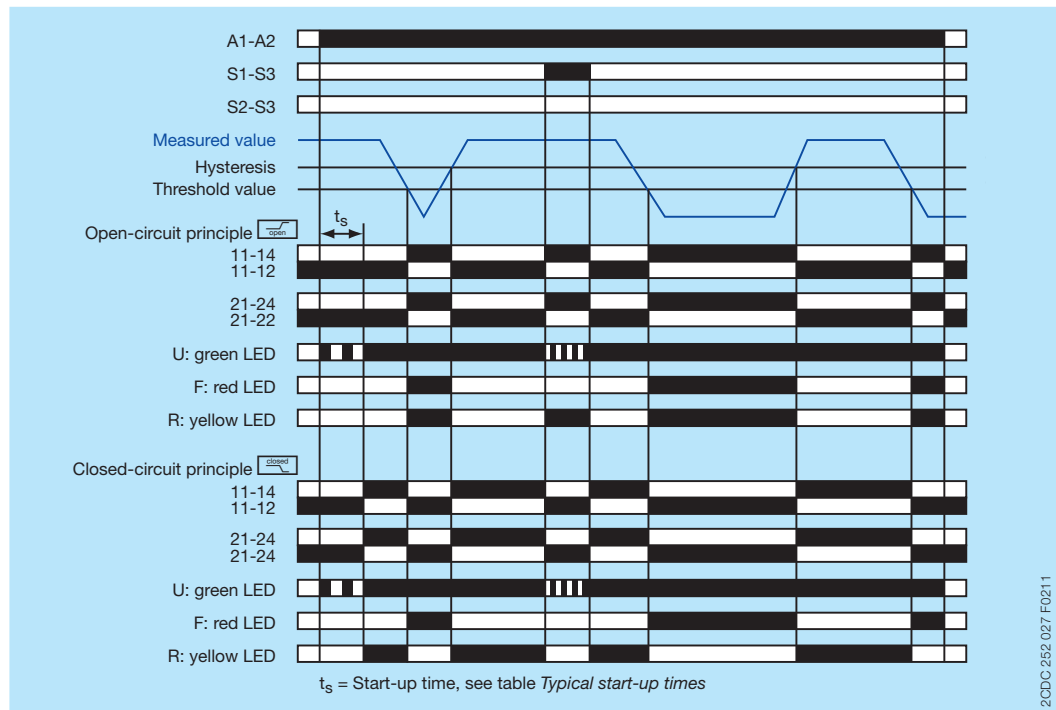 A1-A2
S1-S3
S2-S3
Measured value
Hysteresis
Threshold value
ts
Open-circuit principle open
11-14
11-12
21-24
21-22
U: green LED
F: red LED
R: yellow LED
Closed-circuit principle closed
11-14
11-12
21-24
21-24
U: green LED
F: red LED
R: yellow LED
ts = Start-up time, see table Typical start-up times
2CDC 252 027 F0211